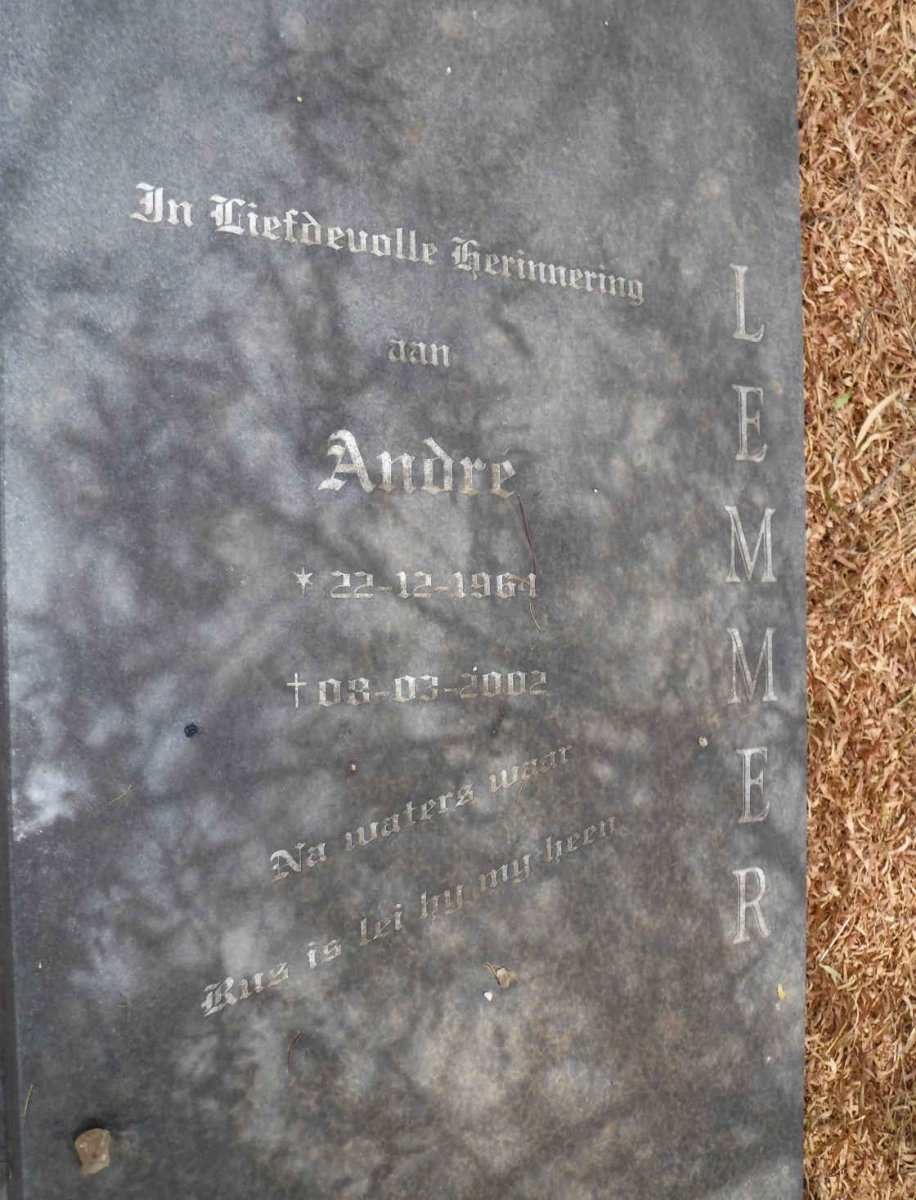 In Liefdevolle Herinnering
aan
André
* 22-12-1964
† 08-03-2002
Na waters waar
Rus is lei hy my heen
LEMMER